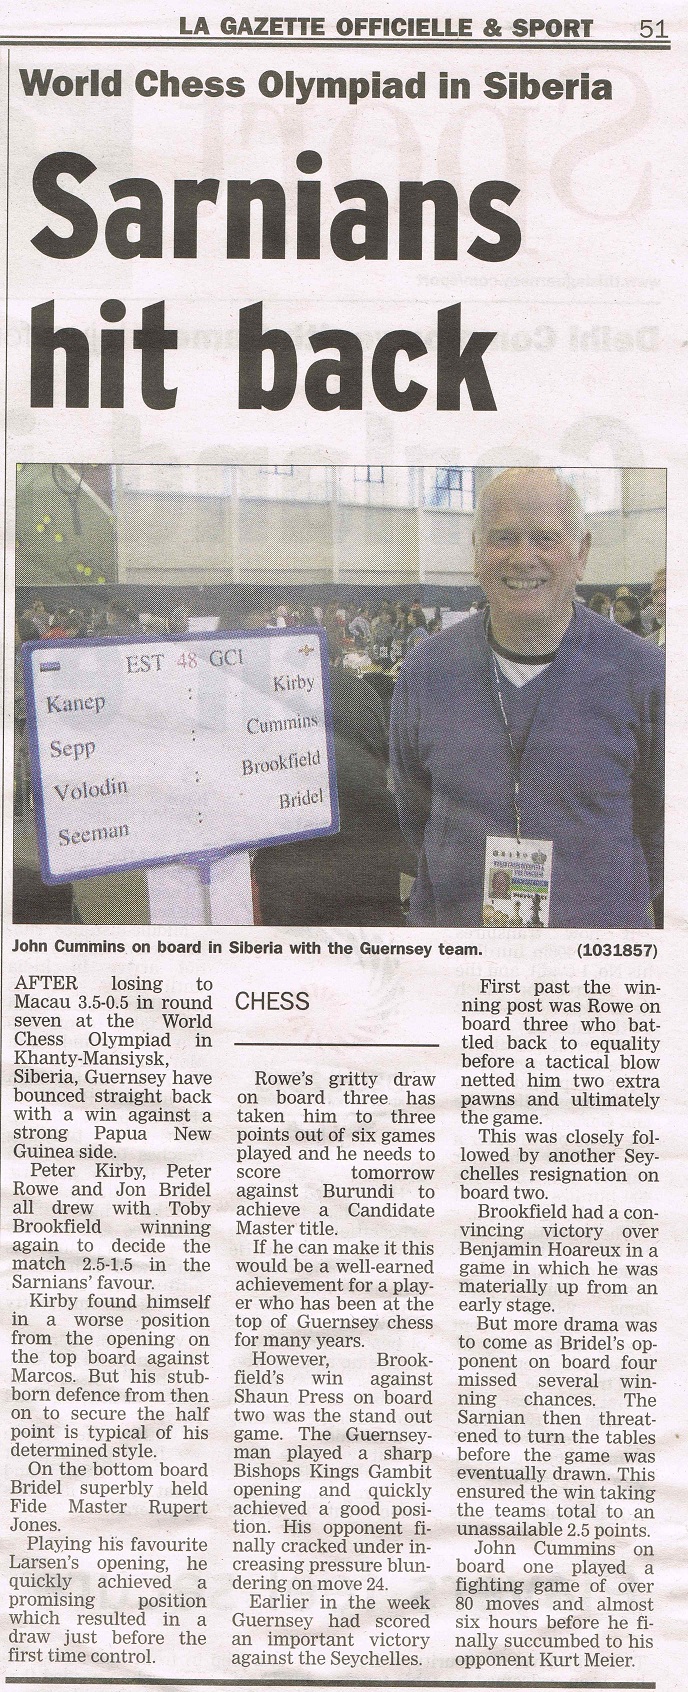 LA GAZETTE OFFICIELLE & SPORT 51
World Chess Olympiad in Siberia
Sarnians
hit back
EST 48 GCI
Kanep : Kirby
Sepp : Cummins
Volodin : Brookfield
Seeman : Bridel
John Cummins on board in Siberia with the Guernsey team. (1031857)
AFTER losing to
Macau 3.5-0.5 in round
seven at the World
Chess Olympiad in
Khanty-Mansiysk,
Siberia, Guernsey have
bounced straight back
with a win against a
strong Papua New
Guinea side.
Peter Kirby, Peter
Rowe and Jon Bridel
all drew with Toby
Brookfield winning
again to decide the
match 2.5-1.5 in the
Sarnians' favour.
Kirby found himself
in a worse position
from the opening on
the top board against
Marcos. But his stub-
born defence from then
on to secure the half
point is typical of his
determined style.
On the bottom board
Bridel superbly held
Fide Master Rupert
Jones.
Playing his favourite
Larsen's opening, he
quickly achieved a
promising position
which resulted in a
draw just before the
first time control.
CHESS
Rowe's gritty draw
on board three has
taken him to three
points out of six games
played and he needs to
score tomorrow
against Burundi to
achieve a Candidate
Master title.
If he can make it this
would be a well-earned
achievement for a play-
er who has been at the
top of Guernsey chess
for many years.
However, Brook-
field's win against
Shaun Press on board
two was the stand out
game. The Guernsey-
man played a sharp
Bishops Kings Gambit
opening and quickly
achieved a good posi-
tion. His opponent fi-
nally cracked under in-
creasing pressure blun-
dering on move 24.
Earlier in the week
Guernsey had scored
an important victory
against the Seychelles.
First past the win-
ning post was Rowe on
board three who bat-
tled back to equality
before a tactical blow
netted him two extra
pawns and ultimately
the game.
This was closely fol-
lowed by another Sey-
chelles resignation on
board two.
Brookfield had a con-
vincing victory over
Benjamin Hoareux in a
game in which he was
materially up from an
early stage.
But more drama was
to come as Bridel's op-
ponent on board four
missed several win-
ning chances. The
Sarnian then threat-
ened to turn the tables
before the game was
eventually drawn. This
ensured the win taking
the teams total to an
unassailable 2.5 points.
John Cummins on
board one played a
fighting game of over
80 moves and almost
six hours before he fi-
nally succumbed to his
opponent Kurt Meier.